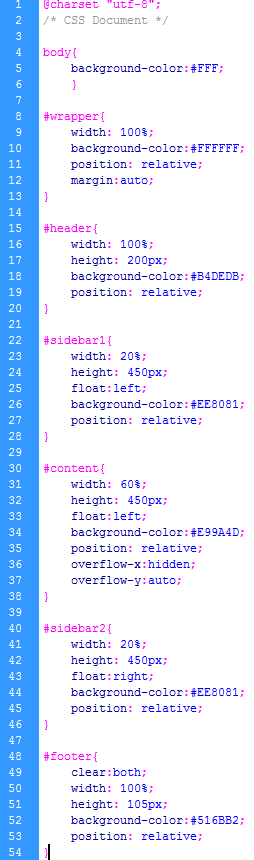 1 @charset "utf-8";
2 /* CSS Document */
3
4 body{
5 background-color:#FFF;
6 }
7
8 #wrapper{
9 width: 100%;
10 background-color:#FFFFFF;
11 position: relative;
12 margin:auto;
13 }
14
15 #header{
16 width: 100%;
17 height: 200px;
18 background-color:#B4DEDB;
19 position: relative;
20 }
21
22 #sidebar1{
23 width: 20%;
24 height: 450px;
25 float:left;
26 background-color:#EE8081;
27 position: relative;
28 }
29
30 #content{
31 width: 60%;
32 height: 450px;
33 float:left;
34 background-color:#E99A4D;
35 position: relative;
36 overflow-x:hidden;
37 overflow-y:auto;
38 }
39
40 #sidebar2{
41 width: 20%;
42 height: 450px;
43 float:right;
44 background-color:#EE8081;
45 position: relative;
46 }
47
48 #footer{
49 clear:both;
50 width: 100%;
51 height: 105px;
52 background-color:#516BB2;
53 position: relative;
54 }